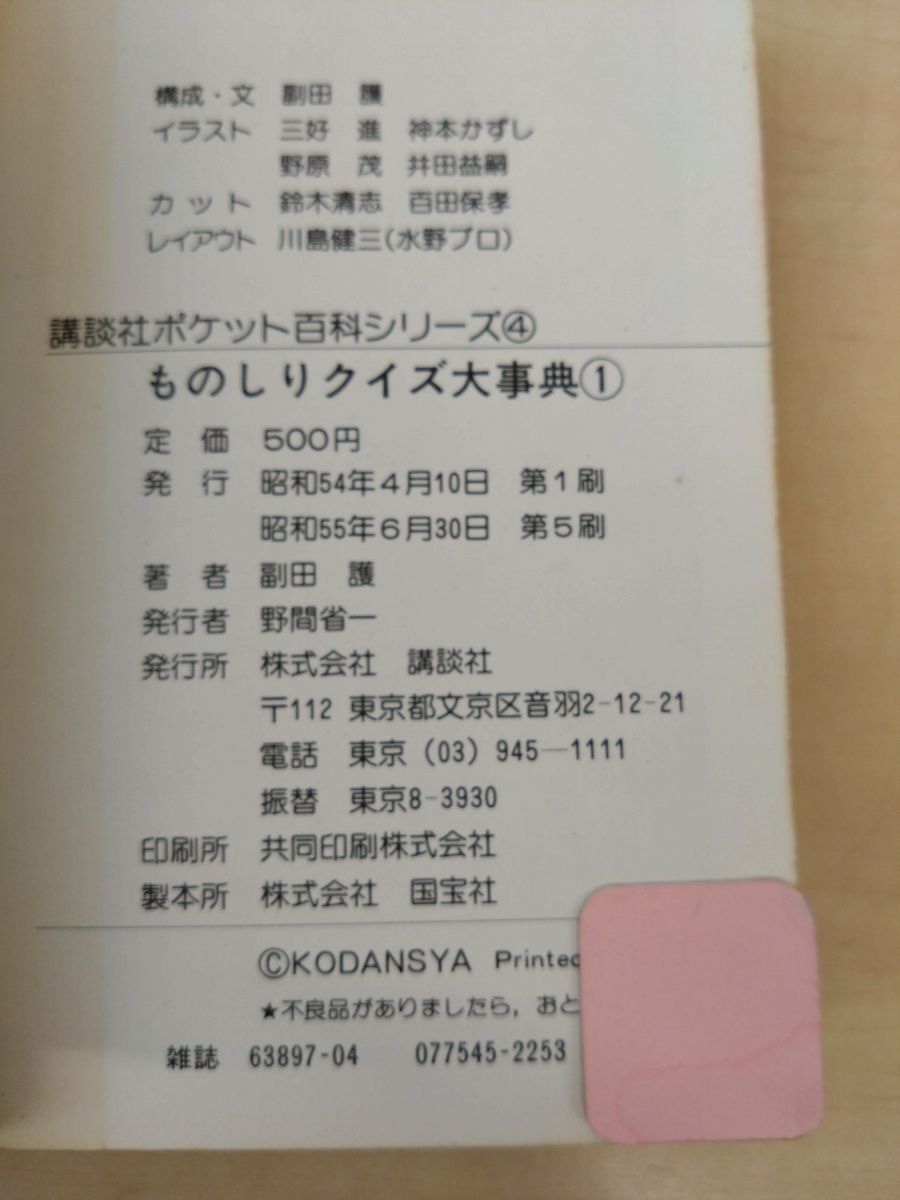 構成・文 副田 護
イラスト 三好 進 神本かずし
野原 茂 井田益嗣
カット 鈴木清志 百田保孝
レイアウト 川島健三(水野プロ)
講談社ポケット百科シリーズ④
ものしりクイズ大事典①
定価 500円
発行 昭和54年4月10日 第1刷
昭和55年6月30日 第5刷
著者 副田 護
発行者 野間省一
発行所 株式会社 講談社
〒112 東京都文京区音羽2-12-21
電話 東京(03)945―1111
振替 東京8-3930
印刷所 共同印刷株式会社
製本所 株式会社 国宝社
©KODANSYA Printed
★不良品がありましたら,おと
雑誌 63897-04 077545-2253